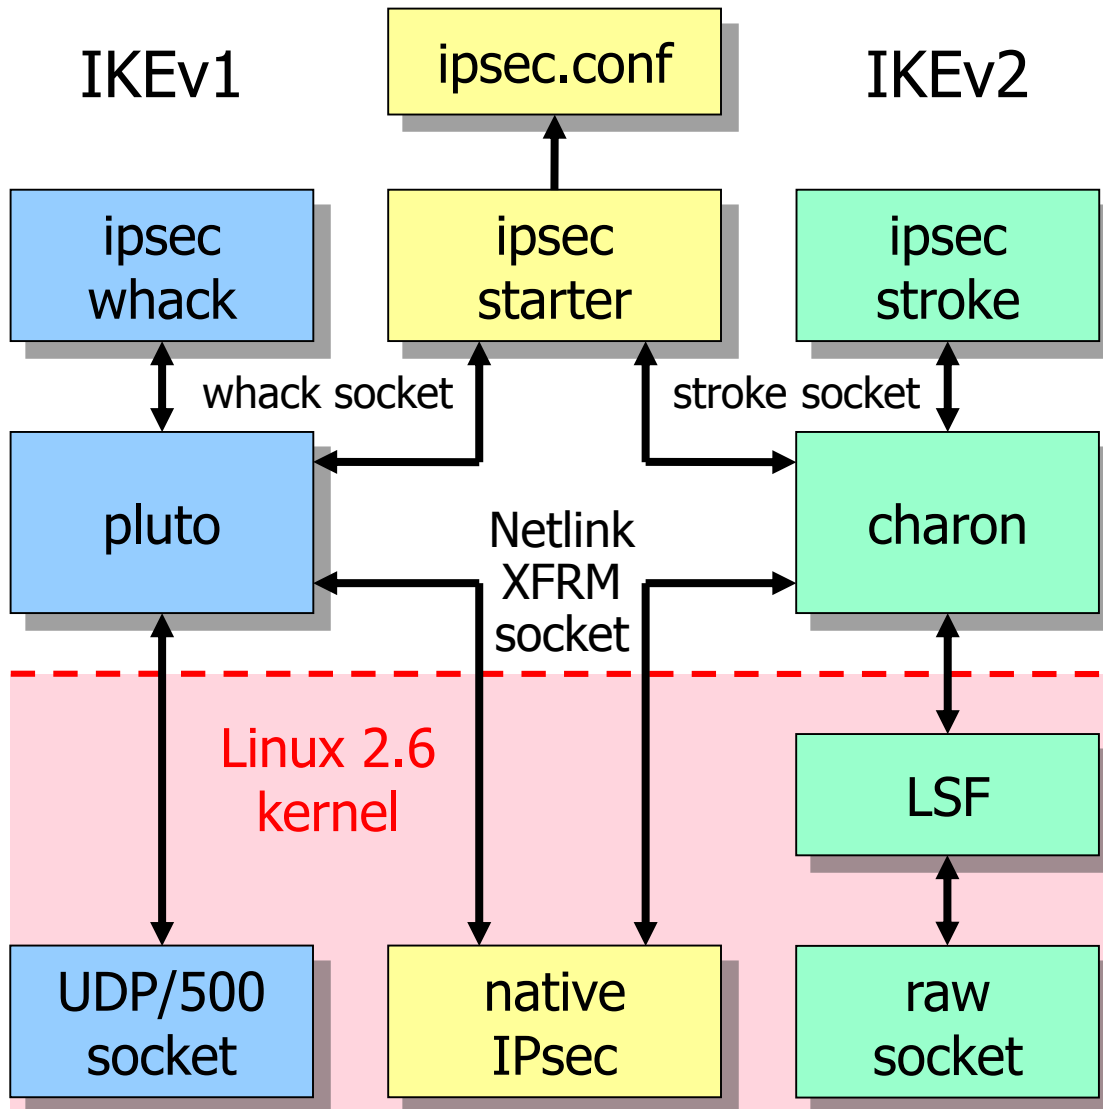 IKEv1
ipsec.conf
IKEv2
ipsec
whack
ipsec
starter
ipsec
stroke
whack socket
stroke socket
pluto
Netlink
XFRM
socket
charon
Linux 2.6
kernel
LSF
UDP/500
socket
native
IPsec
raw
socket